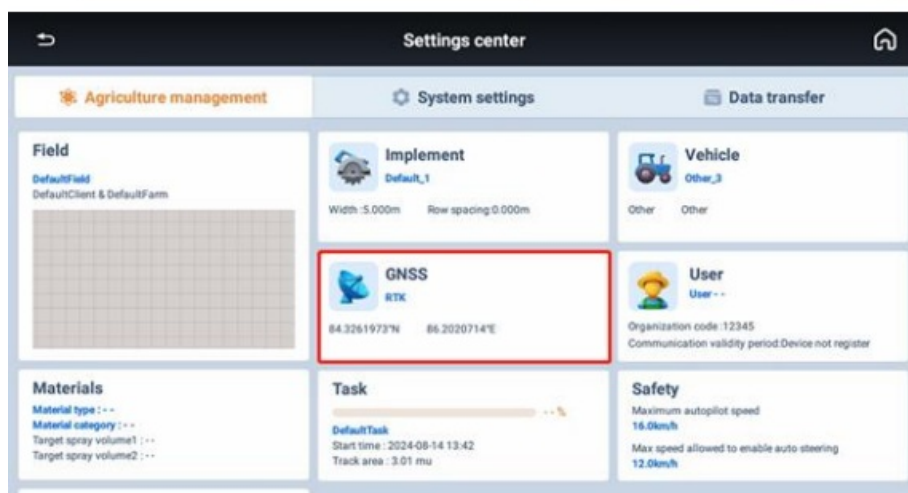 Settings center
Agriculture management
System settings
Data transfer
Field
DefaultField
DefaultClient & DefaultFarm
Implement
Default_1
Width :5.000m Row spacing:0.000m
Vehicle
Other_3
Other Other
GNSS
RTK
84.3261973°N 86.2020714°E
User
User - -
Organization code :12345
Communication validity period:Device not register
Materials
Material type : - -
Material category : - -
Target spray volume1 : - -
Target spray volume2 : - -
Task
- - %
DefaultTask
Start time : 2024-08-14 13:42
Track area : 3.01 mu
Safety
Maximum autopilot speed
16.0km/h
Max speed allowed to enable auto steering
12.0km/h